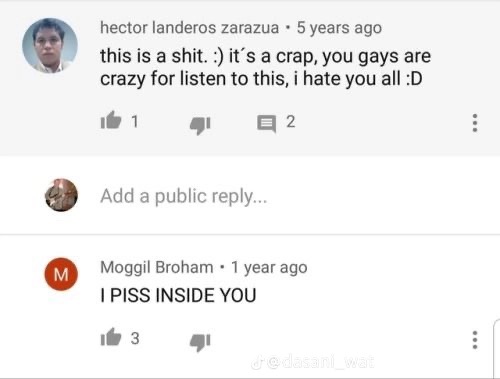 hector landeros zarazua • 5 years ago
this is a shit. :) it´s a crap, you gays are
crazy for listen to this, i hate you all :D
1
2
Add a public reply...
M
Moggil Broham • 1 year ago
I PISS INSIDE YOU
3
@dasani_wat